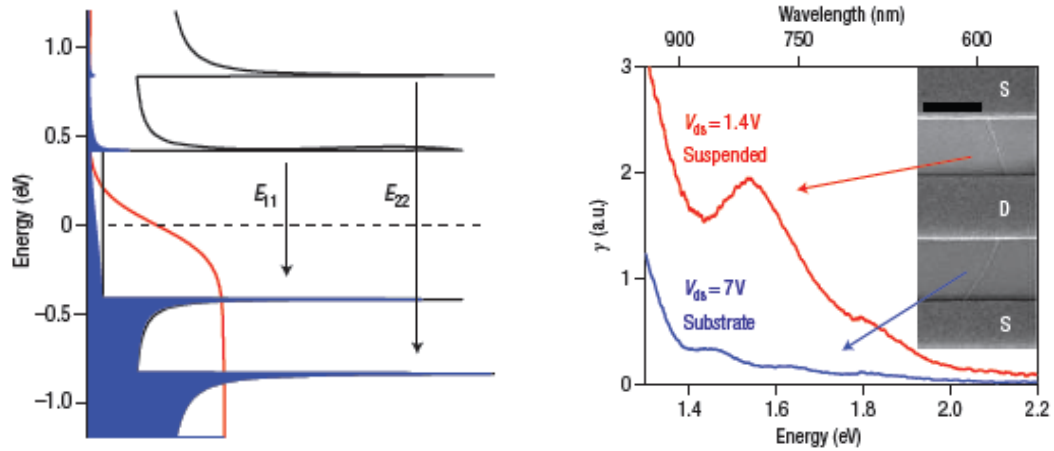 1.0
0.5
0
−0.5
−1.0
Energy (eV)
E11
E22
Wavelength (nm)
900 750 600
3
2
1
0
γ (a.u.)
Vds = 1.4 V
Suspended
Vds = 7 V
Substrate
S
D
S
1.4 1.6 1.8 2.0 2.2
Energy (eV)